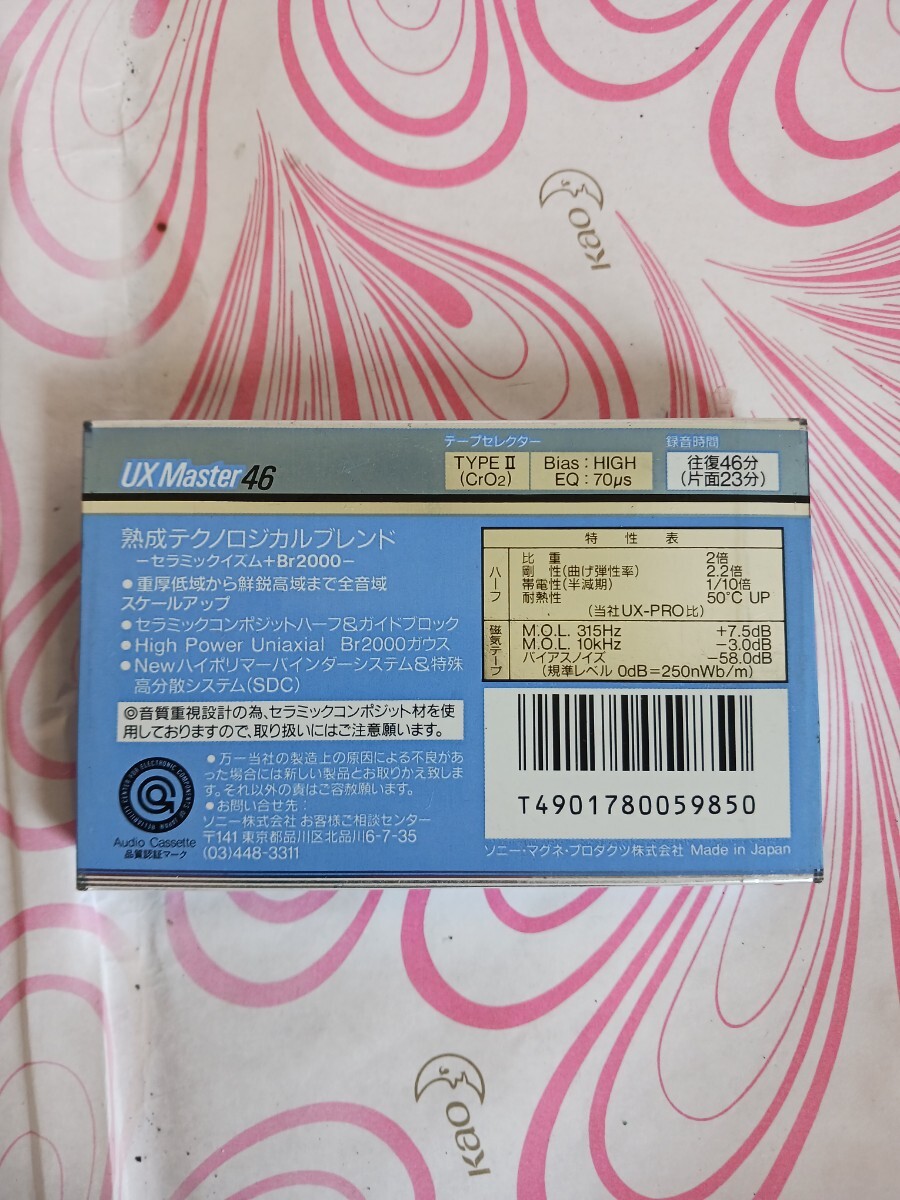 kao
UX Master 46
テープセレクター
TYPE II
(CrO2)
Bias : HIGH
EQ : 70μs
録音時間
往復46分
(片面23分)
熟成テクノロジカルブレンド
−セラミックイズム+Br2000−
●重厚低域から鮮鋭高域まで全音域
スケールアップ
●セラミックコンポジットハーフ&ガイドブロック
●High Power Uniaxial Br2000ガウス
●Newハイポリマーバインダーシステム&特殊
高分散システム(SDC)
◎音質重視設計の為、セラミックコンポジット材を使
用しておりますので、取り扱いにはご注意願います。
CENTER FOR ELECTRONIC COMPONENTS OF JAPAN RELIABILITY
Audio Cassette
品質認証マーク
●万一当社の製造上の原因による不良があ
った場合には新しい製品とお取りかえ致しま
す。それ以外の責はご容赦願います。
●お問い合せ先:
ソニー株式会社 お客様ご相談センター
〒141 東京都品川区北品川6-7-35
(03)448-3311
特性表
ハーフ
比重 2倍
剛性(曲げ弾性率) 2.2倍
帯電性(半減期) 1/10倍
耐熱性 50℃ UP
(当社UX-PRO比)
磁気テープ
M.O.L. 315Hz +7.5dB
M.O.L. 10kHz −3.0dB
バイアスノイズ −58.0dB
(規準レベル 0dB=250nWb/m)
T4901780059850
ソニー・マグネ・プロダクツ株式会社 Made in Japan
kao